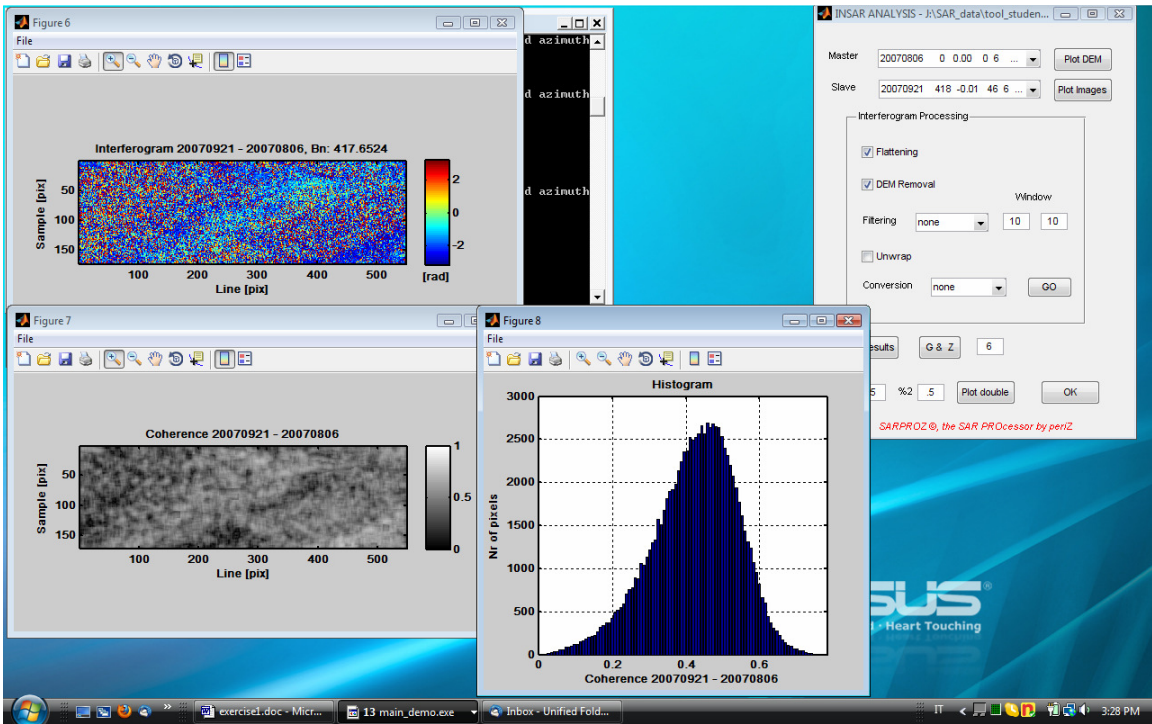 Figure 6
File
Interferogram 20070921 - 20070806, Bn: 417.6524
Sample [pix]
50
100
150
100 200 300 400 500
Line [pix]
2
0
-2
[rad]
d azimuth
d azimuth
d azimuth
INSAR ANALYSIS - J:\SAR_data\tool_studen...
Master 20070806 0 0.00 0 6 ... Plot DEM
Slave 20070921 418 -0.01 46 6 ... Plot Images
Interferogram Processing
Flattening
DEM Removal
Window
Filtering none 10 10
Unwrap
Conversion none GO
esults G & Z 6
5 %2 .5 Plot double OK
SARPROZ ©, the SAR PROcessor by periZ
Figure 7
File
Coherence 20070921 - 20070806
Sample [pix]
50
100
150
100 200 300 400 500
Line [pix]
1
0.5
0
Figure 8
File
Histogram
Nr of pixels
3000
2500
2000
1500
1000
500
0
0 0.2 0.4 0.6
Coherence 20070921 - 20070806
SUS®
· Heart Touching
exercise1.doc - Micr...
13 main_demo.exe
Inbox - Unified Fold...
IT
3:28 PM